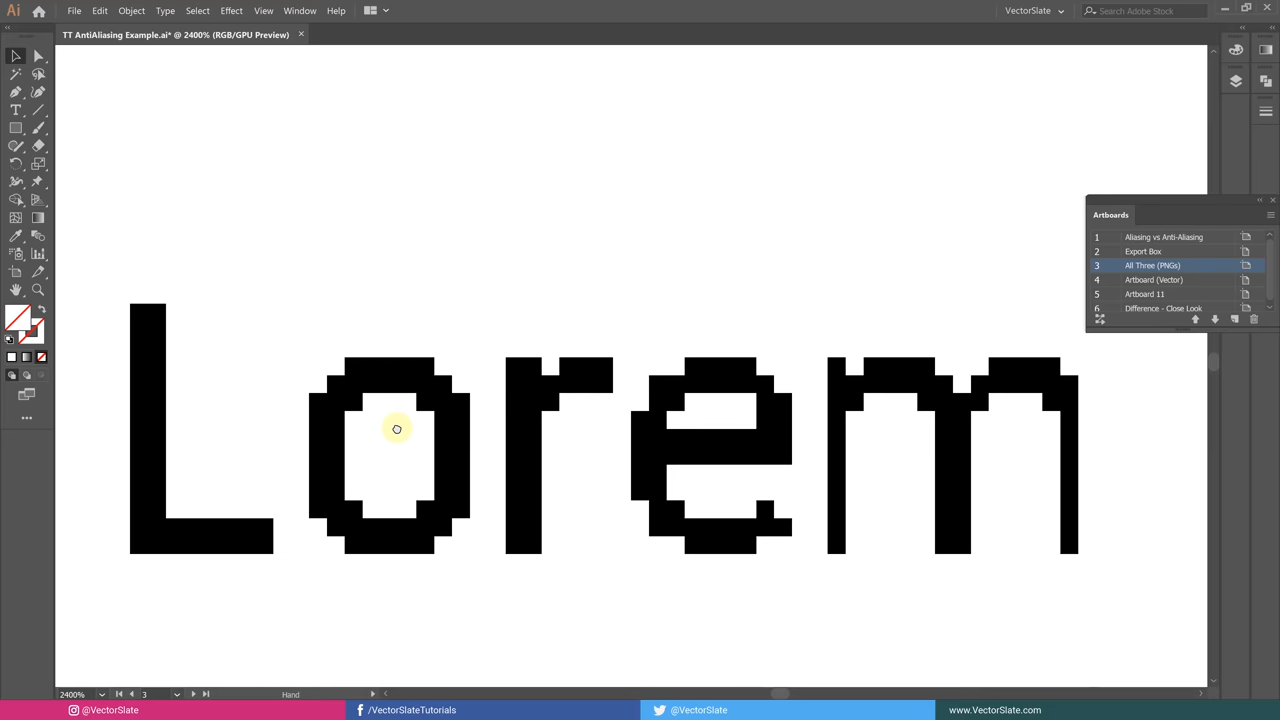 Ai File Edit Object Type Select Effect View Window Help VectorSlate Search Adobe Stock
TT AntiAliasing Example.ai* @ 2400% (RGB/GPU Preview)
Artboards
1 Aliasing vs Anti-Aliasing
2 Export Box
3 All Three (PNGs)
4 Artboard (Vector)
5 Artboard 11
6 Difference - Close Look
Lorem
2400% 3 Hand
@VectorSlate /VectorSlateTutorials @VectorSlate www.VectorSlate.com